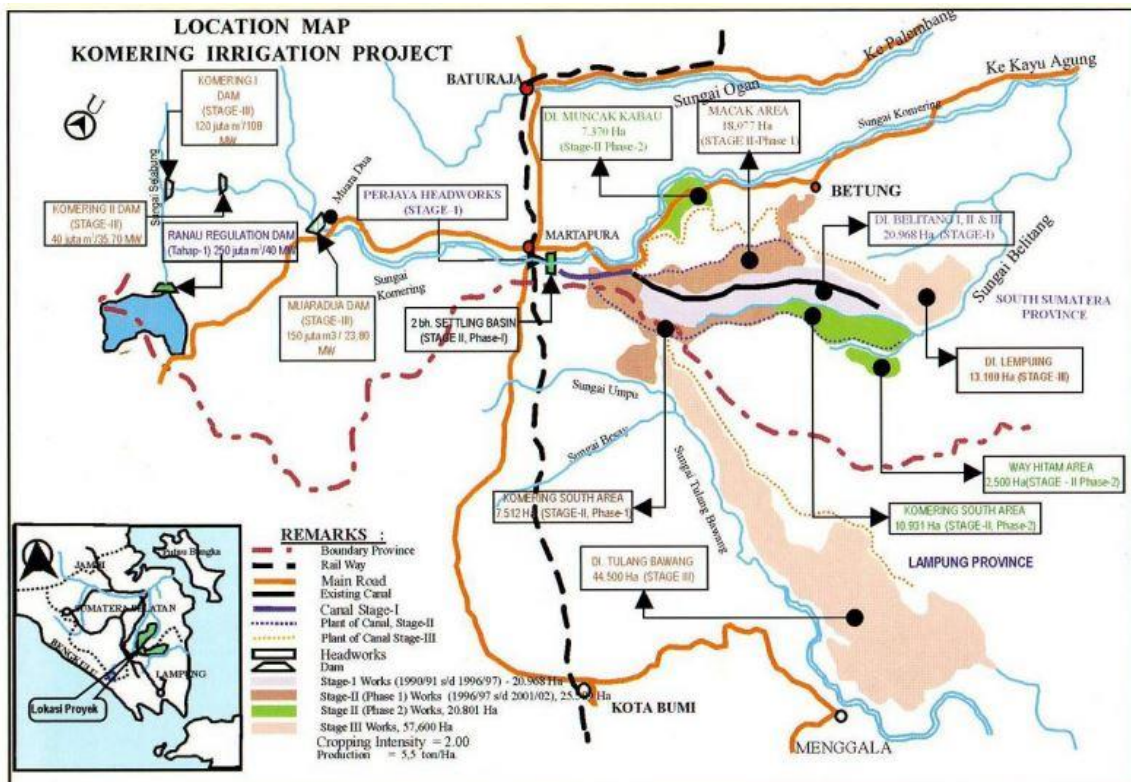 LOCATION MAP
KOMERING IRRIGATION PROJECT
U
KOMERING I
DAM
(STAGE-III)
120 juta m³/108
MW
Sungai Selabung
KOMERING II DAM
(STAGE-III)
40 juta m³/35.70 MW
RANAU REGULATION DAM
(Tahap-1) 250 juta m³/40 MW
Muara Dua
Sungai
Komering
MUARADUA DAM
(STAGE-III)
150 juta m3 / 23,80
MW
BATURAJA
PERJAYA HEADWORKS
(STAGE-I)
MARTAPURA
2 bh. SETTLING BASIN
(STAGE II, Phase-I)
Ke Palembang
Sungai Ogan
Ke Kayu Agung
Sungai Komering
DI. MUNCAK KABAU
7.370 Ha
(Stage-II Phase-2)
MACAK AREA
18.077 Ha
(STAGE II-Phase 1)
BETUNG
DI. BELITANG I, II & III
20.968 Ha (STAGE-I)
Sungai Belitang
SOUTH SUMATERA
PROVINCE
DI. LEMPUING
13.100 Ha (STAGE-III)
WAY HITAM AREA
2.500 Ha(STAGE - II Phase-2)
KOMERING SOUTH AREA
10.931 Ha (STAGE-II, Phase-2)
Sungai Umpu
Sungai Besay
Sungai Tulang Bawang
KOMERING SOUTH AREA
7.512 Ha (STAGE-II, Phase-1)
DI. TULANG BAWANG
44.500 Ha (STAGE III)
LAMPUNG PROVINCE
KOTA BUMI
MENGGALA
REMARKS :
Boundary Province
Rail Way
Main Road
Existing Canal
Canal Stage-I
Plant of Canal, Stage-II
Plant of Canal Stage-III
Headworks
Dam
Stage-1 Works (1990/91 s/d 1996/97) - 20.968 Ha
Stage-II (Phase 1) Works (1996/97 s/d 2001/02), Ha
Stage II (Phase 2) Works, 20.801 Ha
Stage III Works, 57,600 Ha
Cropping Intensity = 2.00
Production = 5,5 ton/Ha.
Bangka
JAMBI
SUMATERA SELATAN
BENGKULU
LAMPUNG
Lokasi Proyek